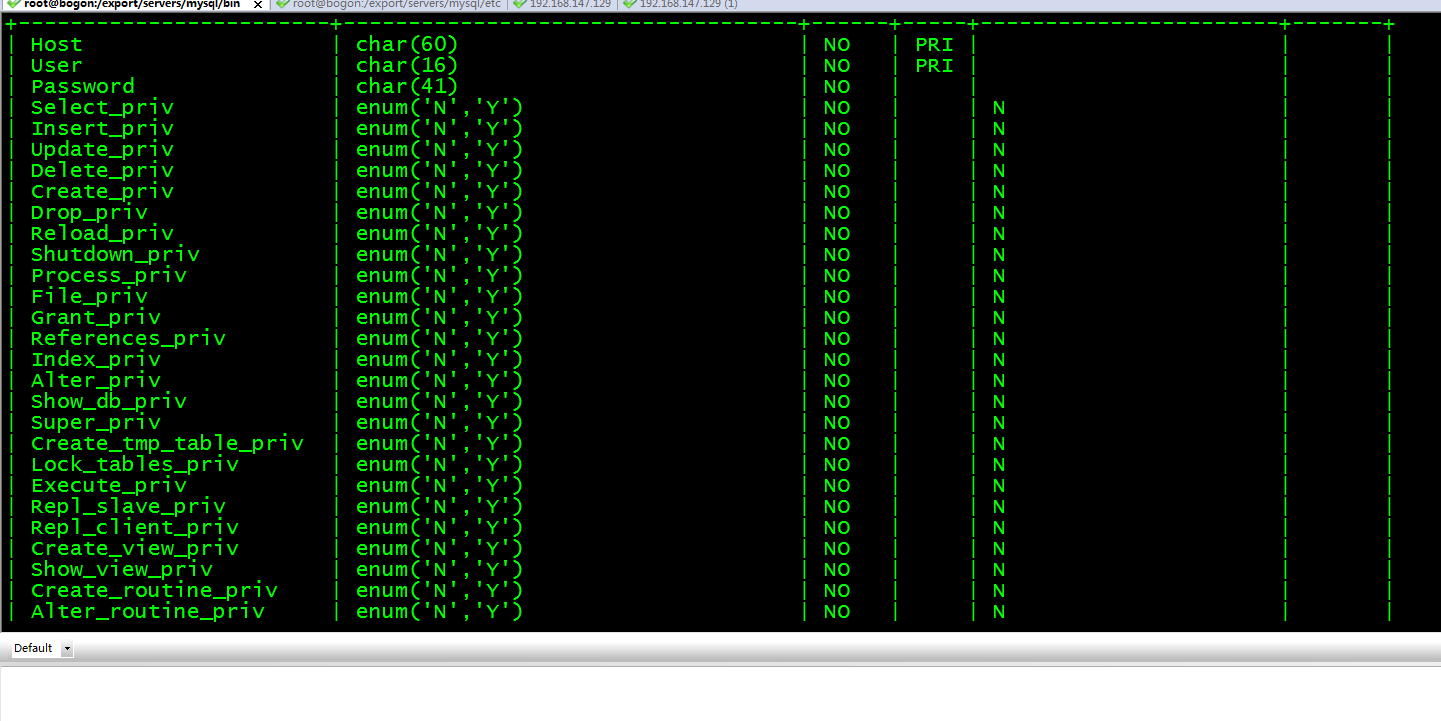 root@bogon:/export/servers/mysql/bin root@bogon:/export/servers/mysql/etc 192.168.147.129 192.168.147.129 (1)
+-------------------------+-----------------------------------+------+-----+------------------------+-------+
| Host | char(60) | NO | PRI | | |
| User | char(16) | NO | PRI | | |
| Password | char(41) | NO | | | |
| Select_priv | enum('N','Y') | NO | | N | |
| Insert_priv | enum('N','Y') | NO | | N | |
| Update_priv | enum('N','Y') | NO | | N | |
| Delete_priv | enum('N','Y') | NO | | N | |
| Create_priv | enum('N','Y') | NO | | N | |
| Drop_priv | enum('N','Y') | NO | | N | |
| Reload_priv | enum('N','Y') | NO | | N | |
| Shutdown_priv | enum('N','Y') | NO | | N | |
| Process_priv | enum('N','Y') | NO | | N | |
| File_priv | enum('N','Y') | NO | | N | |
| Grant_priv | enum('N','Y') | NO | | N | |
| References_priv | enum('N','Y') | NO | | N | |
| Index_priv | enum('N','Y') | NO | | N | |
| Alter_priv | enum('N','Y') | NO | | N | |
| Show_db_priv | enum('N','Y') | NO | | N | |
| Super_priv | enum('N','Y') | NO | | N | |
| Create_tmp_table_priv | enum('N','Y') | NO | | N | |
| Lock_tables_priv | enum('N','Y') | NO | | N | |
| Execute_priv | enum('N','Y') | NO | | N | |
| Repl_slave_priv | enum('N','Y') | NO | | N | |
| Repl_client_priv | enum('N','Y') | NO | | N | |
| Create_view_priv | enum('N','Y') | NO | | N | |
| Show_view_priv | enum('N','Y') | NO | | N | |
| Create_routine_priv | enum('N','Y') | NO | | N | |
| Alter_routine_priv | enum('N','Y') | NO | | N | |
Default